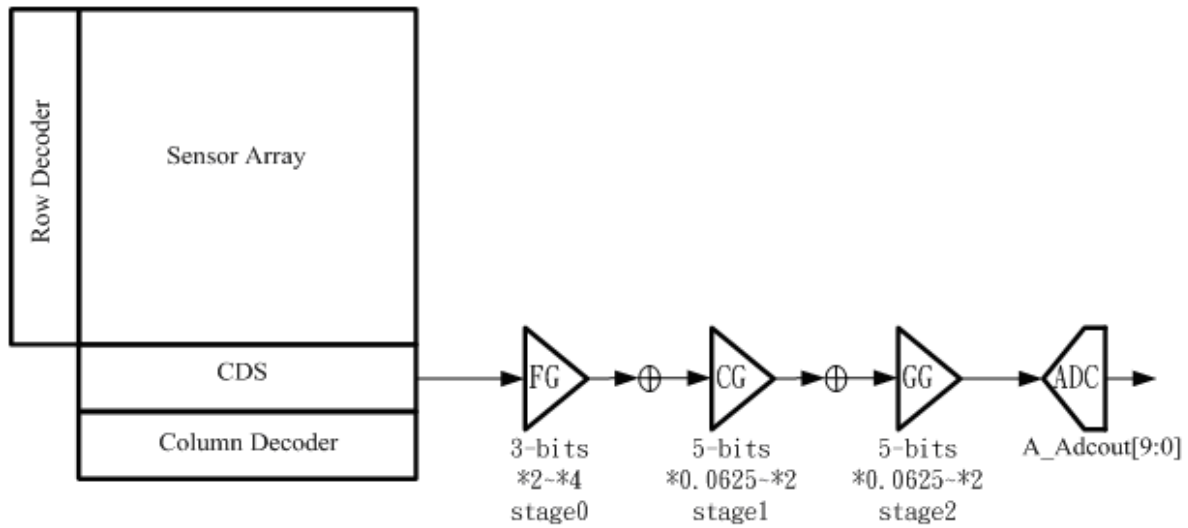 Row Decoder
Sensor Array
CDS
Column Decoder
FG
CG
GG
ADC
3-bits
*2~*4
stage0
5-bits
*0.0625~*2
stage1
5-bits
*0.0625~*2
stage2
A_Adcout[9:0]